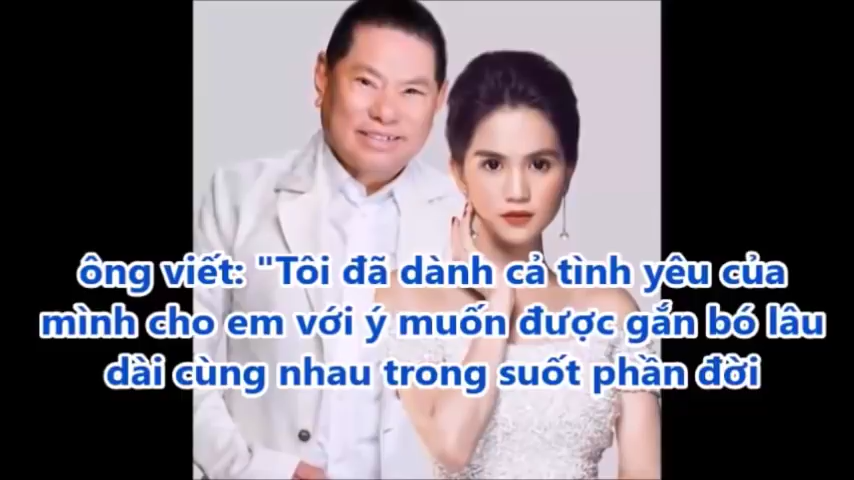 ông viết: "Tôi đã dành cả tình yêu của
mình cho em với ý muốn được gắn bó lâu
dài cùng nhau trong suốt phần đời